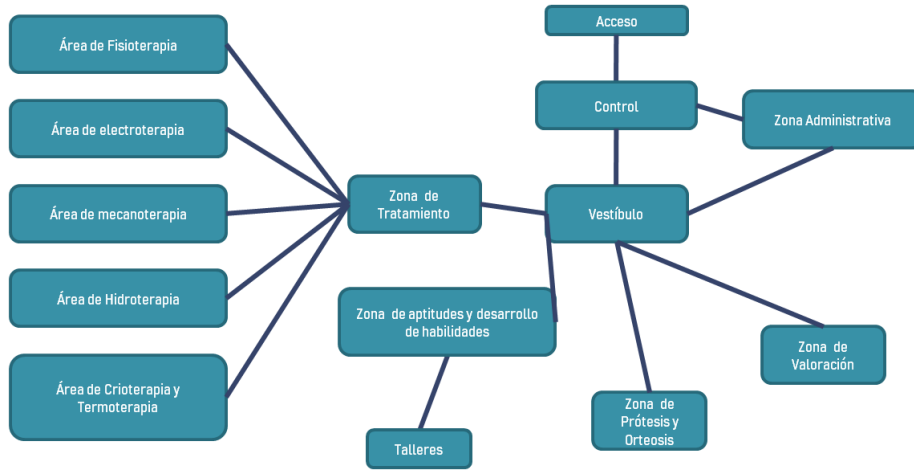 Acceso
Área de Fisioterapia
Control
Zona Administrativa
Área de electroterapia
Zona de
Tratamiento
Vestíbulo
Área de mecanoterapia
Área de Hidroterapia
Zona de aptitudes y desarrollo
de habilidades
Zona de
Valoración
Área de Crioterapia y
Termoterapia
Zona de
Prótesis y
Orteosis
Talleres